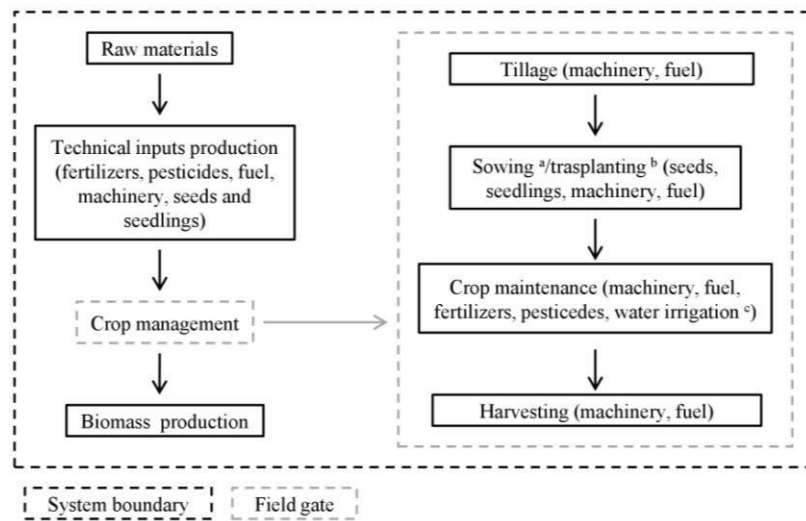 Raw materials
Technical inputs production
(fertilizers, pesticides, fuel,
machinery, seeds and
seedlings)
Crop management
Biomass production
Tillage (machinery, fuel)
Sowing ᵃ/trasplanting ᵇ (seeds,
seedlings, machinery, fuel)
Crop maintenance (machinery, fuel,
fertilizers, pesticedes, water irrigation ᶜ)
Harvesting (machinery, fuel)
System boundary
Field gate